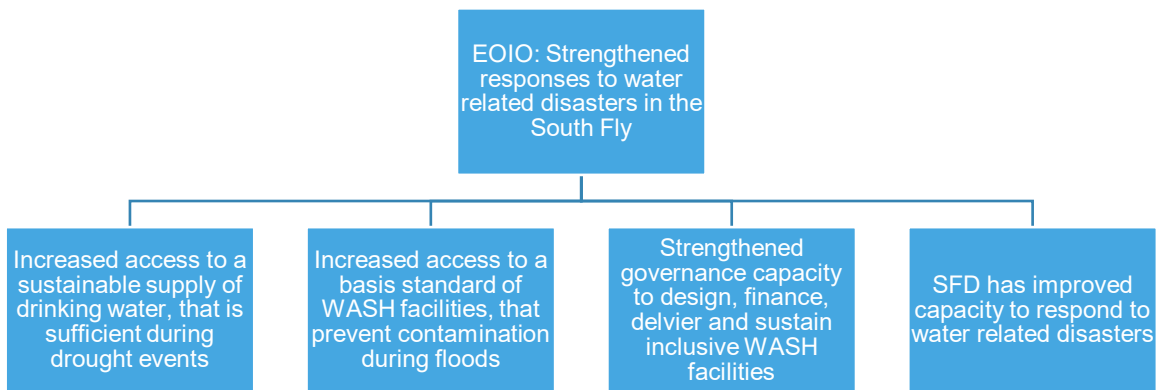 EOIO: Strengthened
responses to water
related disasters in the
South Fly
Increased access to a
sustainable supply of
drinking water, that is
sufficient during
drought events
Increased access to a
basis standard of
WASH facilities, that
prevent contamination
during floods
Strengthened
governance capacity
to design, finance,
delvier and sustain
inclusive WASH
facilities
SFD has improved
capacity to respond to
water related disasters